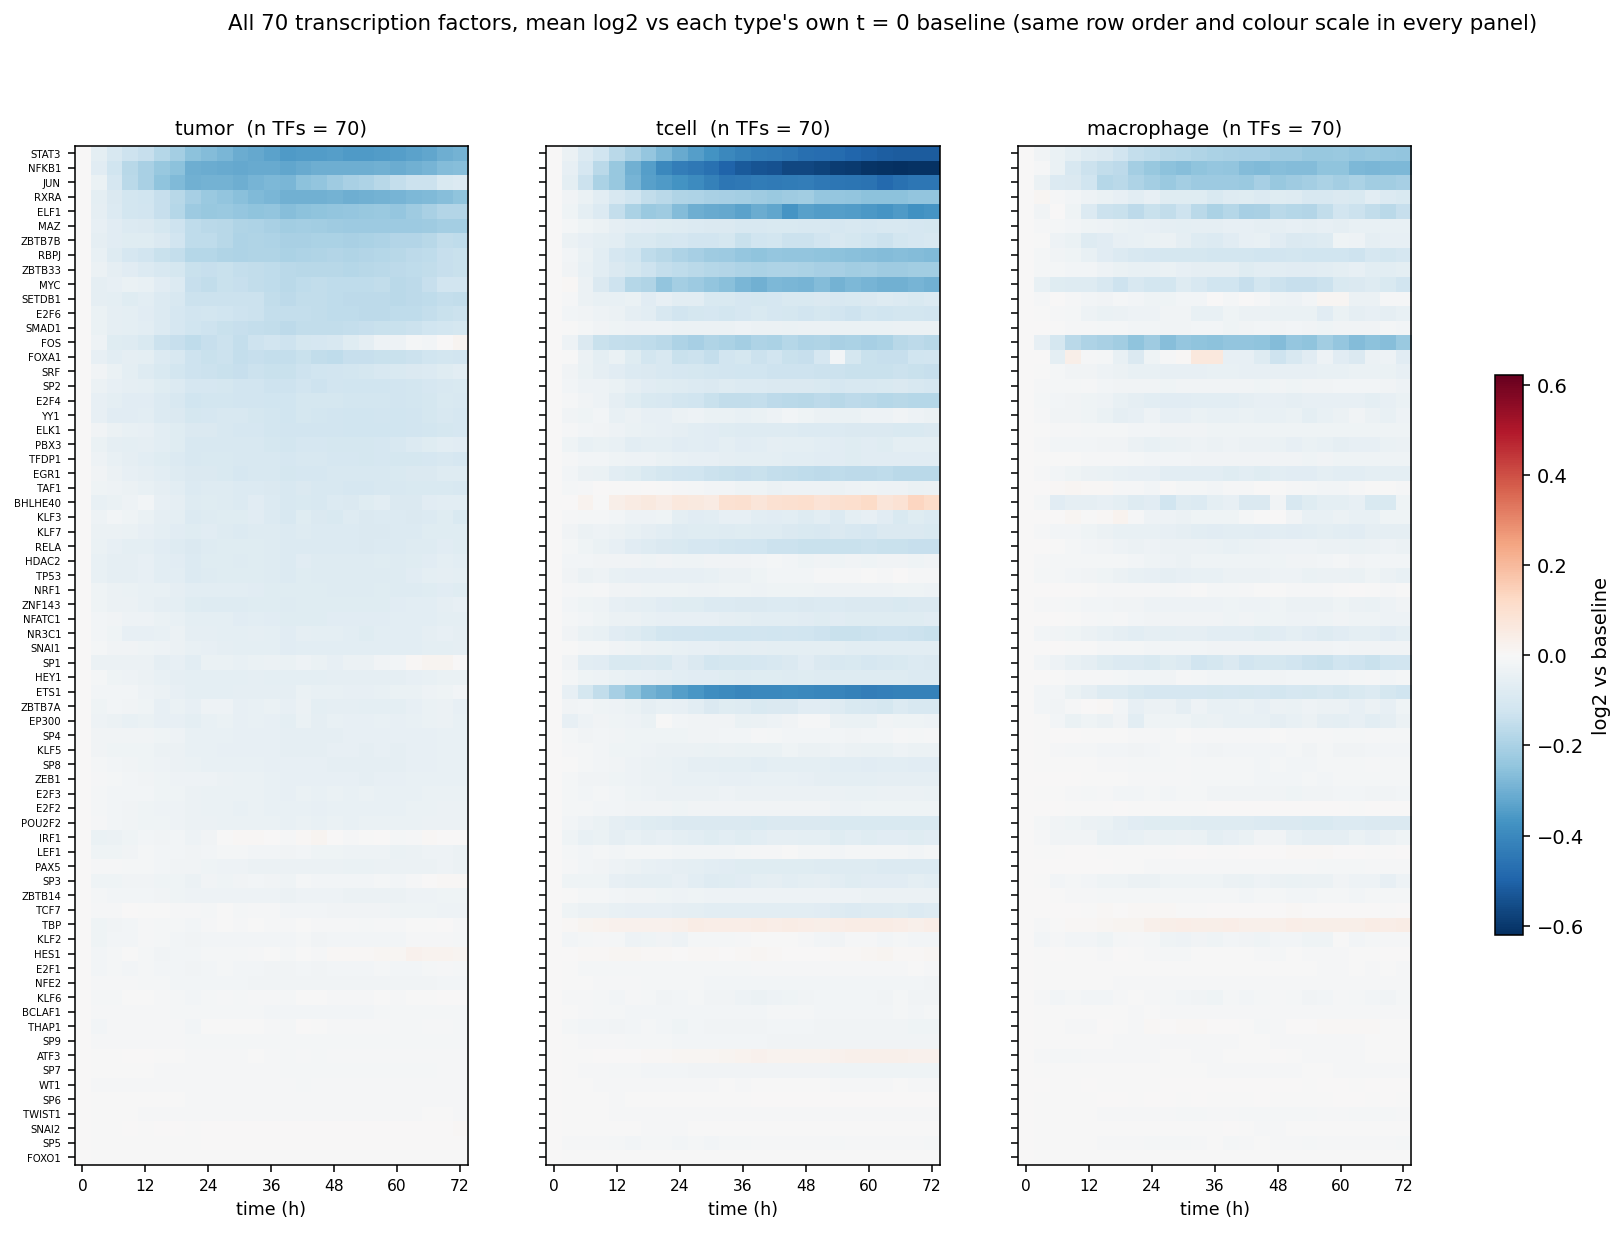 All 70 transcription factors, mean log2 vs each type's own t = 0 baseline (same row order and colour scale in every panel)
tumor  (n TFs = 70)
tcell  (n TFs = 70)
macrophage  (n TFs = 70)
STAT3
NFKB1
JUN
RXRA
ELF1
MAZ
ZBTB7B
RBPJ
ZBTB33
MYC
SETDB1
E2F6
SMAD1
FOS
FOXA1
SRF
SP2
E2F4
YY1
ELK1
PBX3
TFDP1
EGR1
TAF1
BHLHE40
KLF3
KLF7
RELA
HDAC2
TP53
NRF1
ZNF143
NFATC1
NR3C1
SNAI1
SP1
HEY1
ETS1
ZBTB7A
EP300
SP4
KLF5
SP8
ZEB1
E2F3
E2F2
POU2F2
IRF1
LEF1
PAX5
SP3
ZBTB14
TCF7
TBP
KLF2
HES1
E2F1
NFE2
KLF6
BCLAF1
THAP1
SP9
ATF3
SP7
WT1
SP6
TWIST1
SNAI2
SP5
FOXO1
0 12 24 36 48 60 72
time (h)
0 12 24 36 48 60 72
time (h)
0 12 24 36 48 60 72
time (h)
0.6
0.4
0.2
0.0
−0.2
−0.4
−0.6
log2 vs baseline